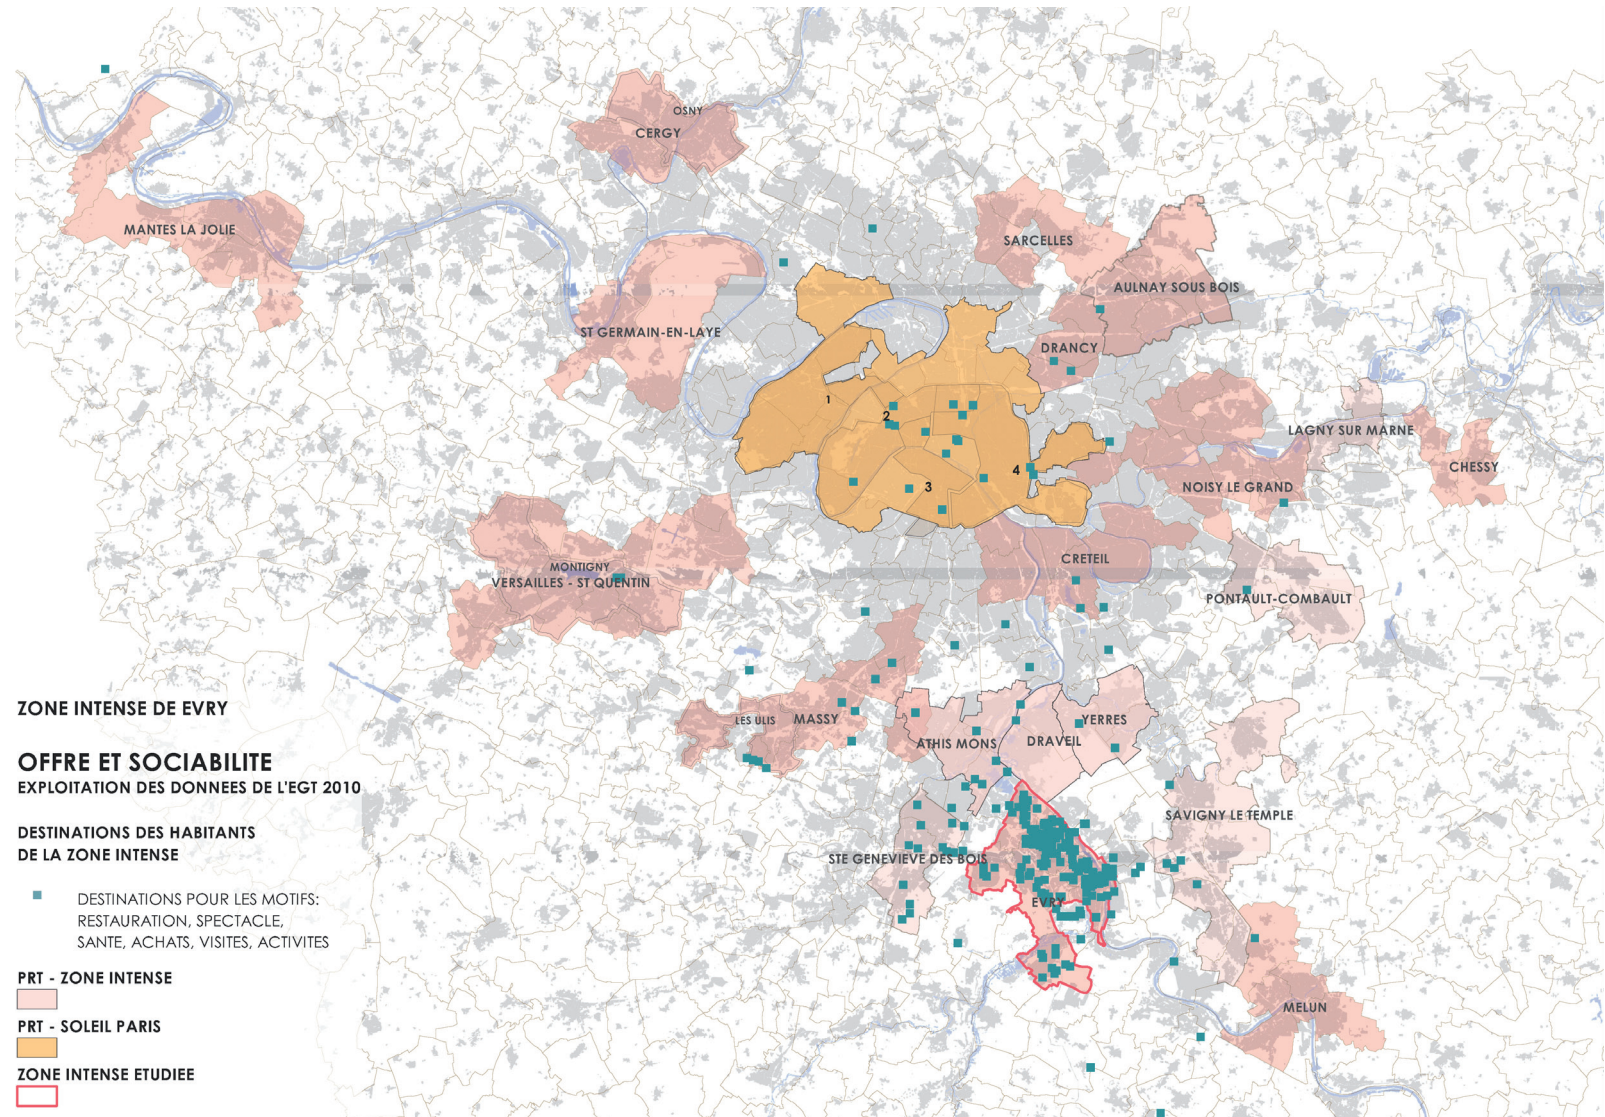 OSNY
CERGY
MANTES LA JOLIE
SARCELLES
AULNAY SOUS BOIS
ST GERMAIN-EN-LAYE
DRANCY
1
2
LAGNY SUR MARNE
4
CHESSY
3
NOISY LE GRAND
MONTIGNY
VERSAILLES - ST QUENTIN
CRETEIL
PONTAULT-COMBAULT
LES ULIS
MASSY
YERRES
ATHIS MONS
DRAVEIL
SAVIGNY LE TEMPLE
STE GENEVIEVE DES BOIS
EVRY
MELUN
ZONE INTENSE DE EVRY
OFFRE ET SOCIABILITE
EXPLOITATION DES DONNEES DE L'EGT 2010
DESTINATIONS DES HABITANTS
DE LA ZONE INTENSE
DESTINATIONS POUR LES MOTIFS:
RESTAURATION, SPECTACLE,
SANTE, ACHATS, VISITES, ACTIVITES
PRT - ZONE INTENSE
PRT - SOLEIL PARIS
ZONE INTENSE ETUDIEE